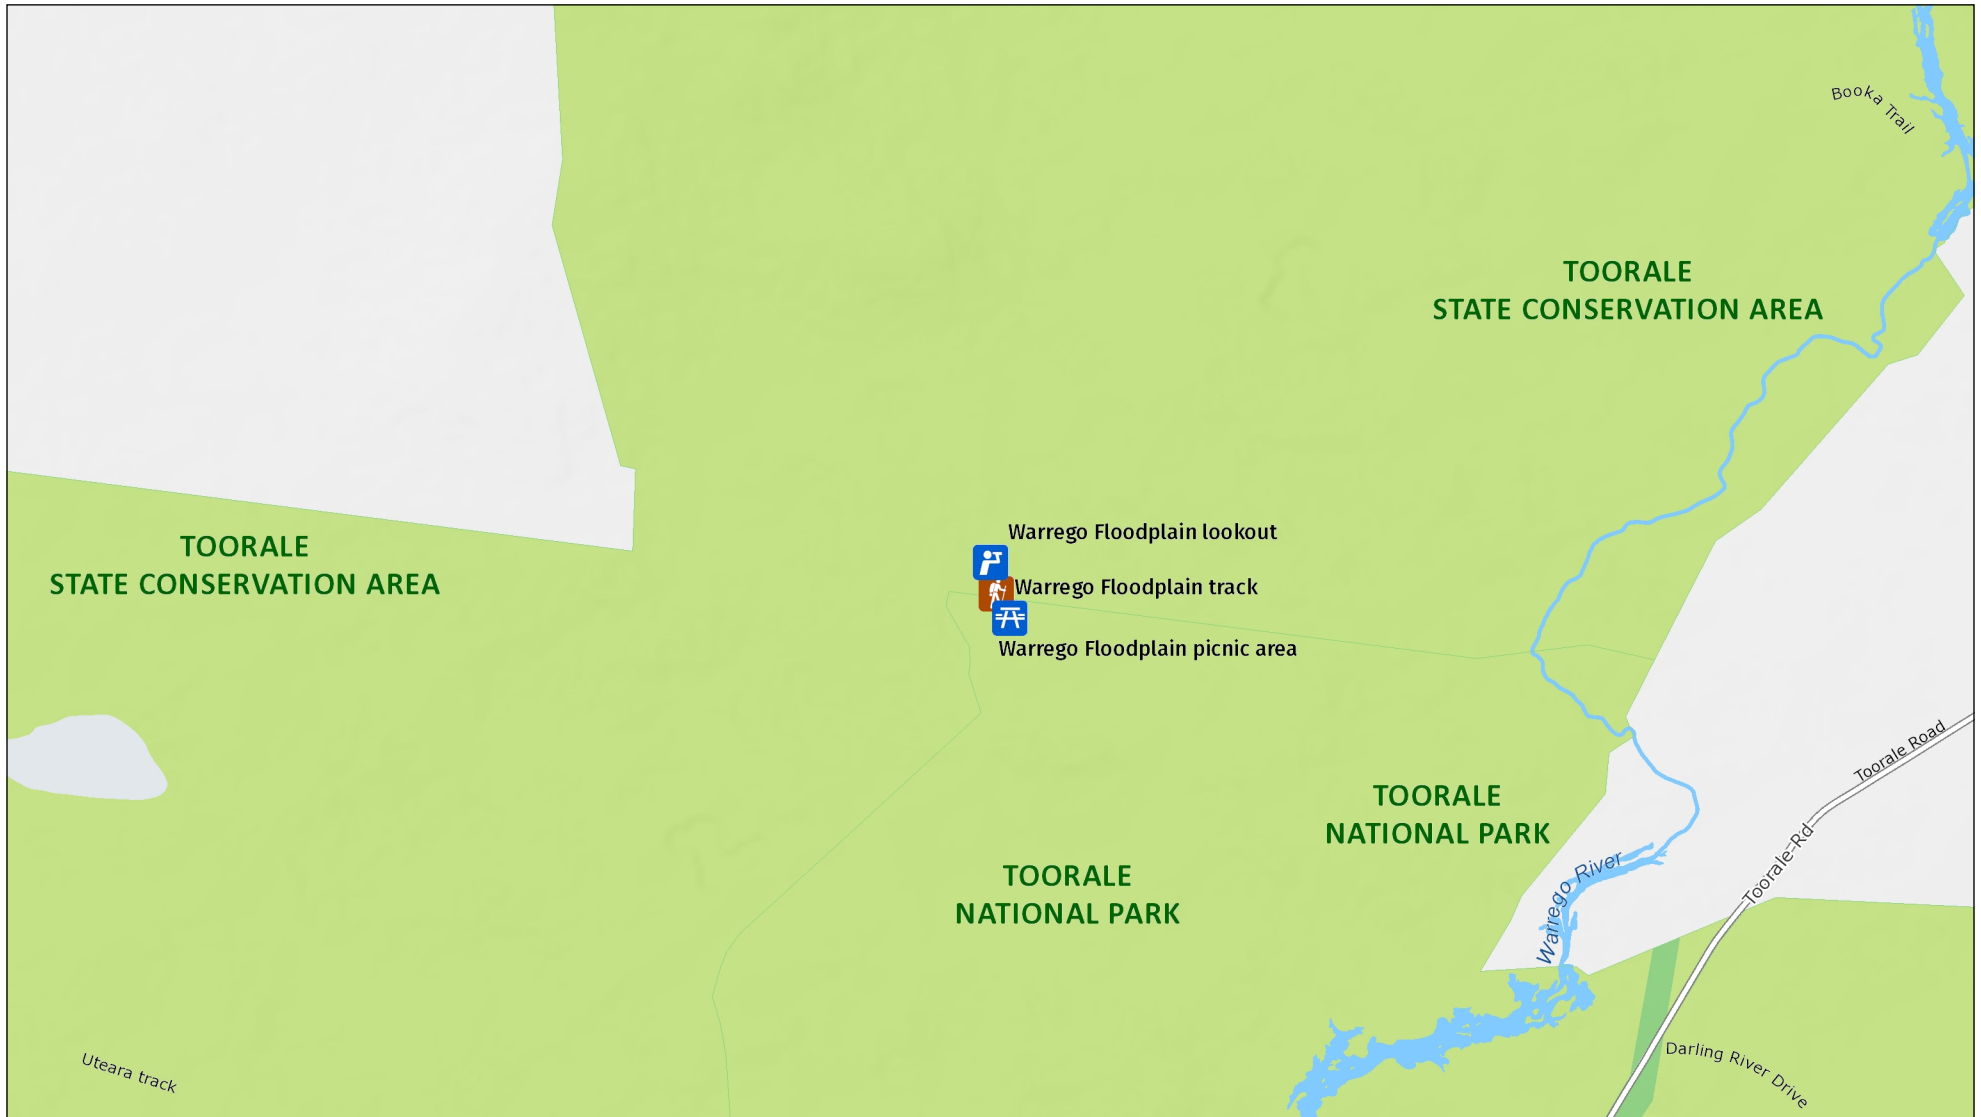 Booka Trail
TOORALE
STATE CONSERVATION AREA
Warrego Floodplain lookout
TOORALE
STATE CONSERVATION AREA
Warrego Floodplain track
Warrego Floodplain picnic area
Toorale Road
TOORALE
NATIONAL PARK
Toorale Rd
TOORALE
NATIONAL PARK
Warrego River
Uteara track
Darling River Drive